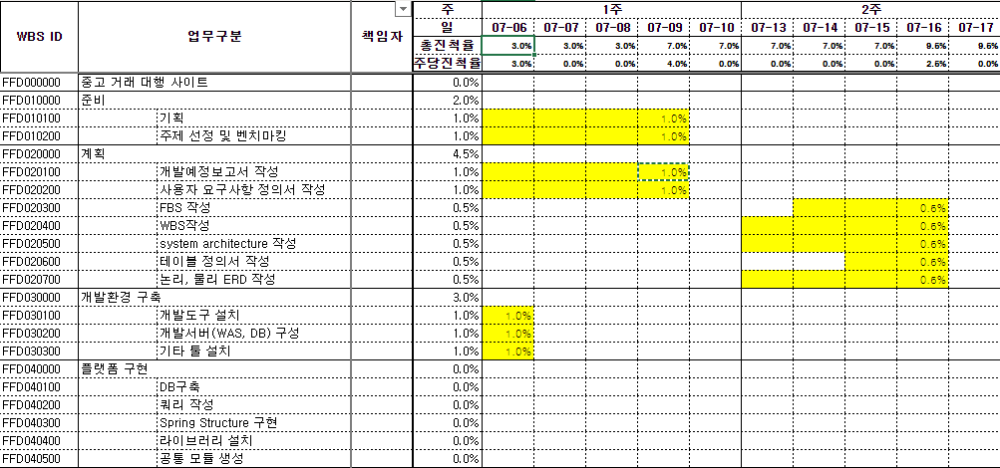 주 1주 2주
WBS ID 업무구분 책임자 일 07-06 07-07 07-08 07-09 07-10 07-13 07-14 07-15 07-16 07-17
총진척율 3.0% 3.0% 3.0% 7.0% 7.0% 7.0% 7.0% 7.0% 9.6% 9.6%
주당진척율 3.0% 0.0% 0.0% 4.0% 0.0% 0.0% 0.0% 0.0% 2.6% 0.0%
FFD000000 중고 거래 대행 사이트 0.0%
FFD010000 준비 2.0%
FFD010100 기획 1.0% 1.0%
FFD010200 주제 선정 및 벤치마킹 1.0% 1.0%
FFD020000 계획 4.5%
FFD020100 개발예정보고서 작성 1.0% 1.0%
FFD020200 사용자 요구사항 정의서 작성 1.0% 1.0%
FFD020300 FBS 작성 0.5% 0.6%
FFD020400 WBS작성 0.5% 0.6%
FFD020500 system architecture 작성 0.5% 0.6%
FFD020600 테이블 정의서 작성 0.5% 0.6%
FFD020700 논리, 물리 ERD 작성 0.5% 0.6%
FFD030000 개발환경 구축 3.0%
FFD030100 개발도구 설치 1.0% 1.0%
FFD030200 개발서버(WAS, DB) 구성 1.0% 1.0%
FFD030300 기타 툴 설치 1.0% 1.0%
FFD040000 플랫폼 구현 0.0%
FFD040100 DB구축 0.0%
FFD040200 쿼리 작성 0.0%
FFD040300 Spring Structure 구현 0.0%
FFD040400 라이브러리 설치 0.0%
FFD040500 공통 모듈 생성 0.0%